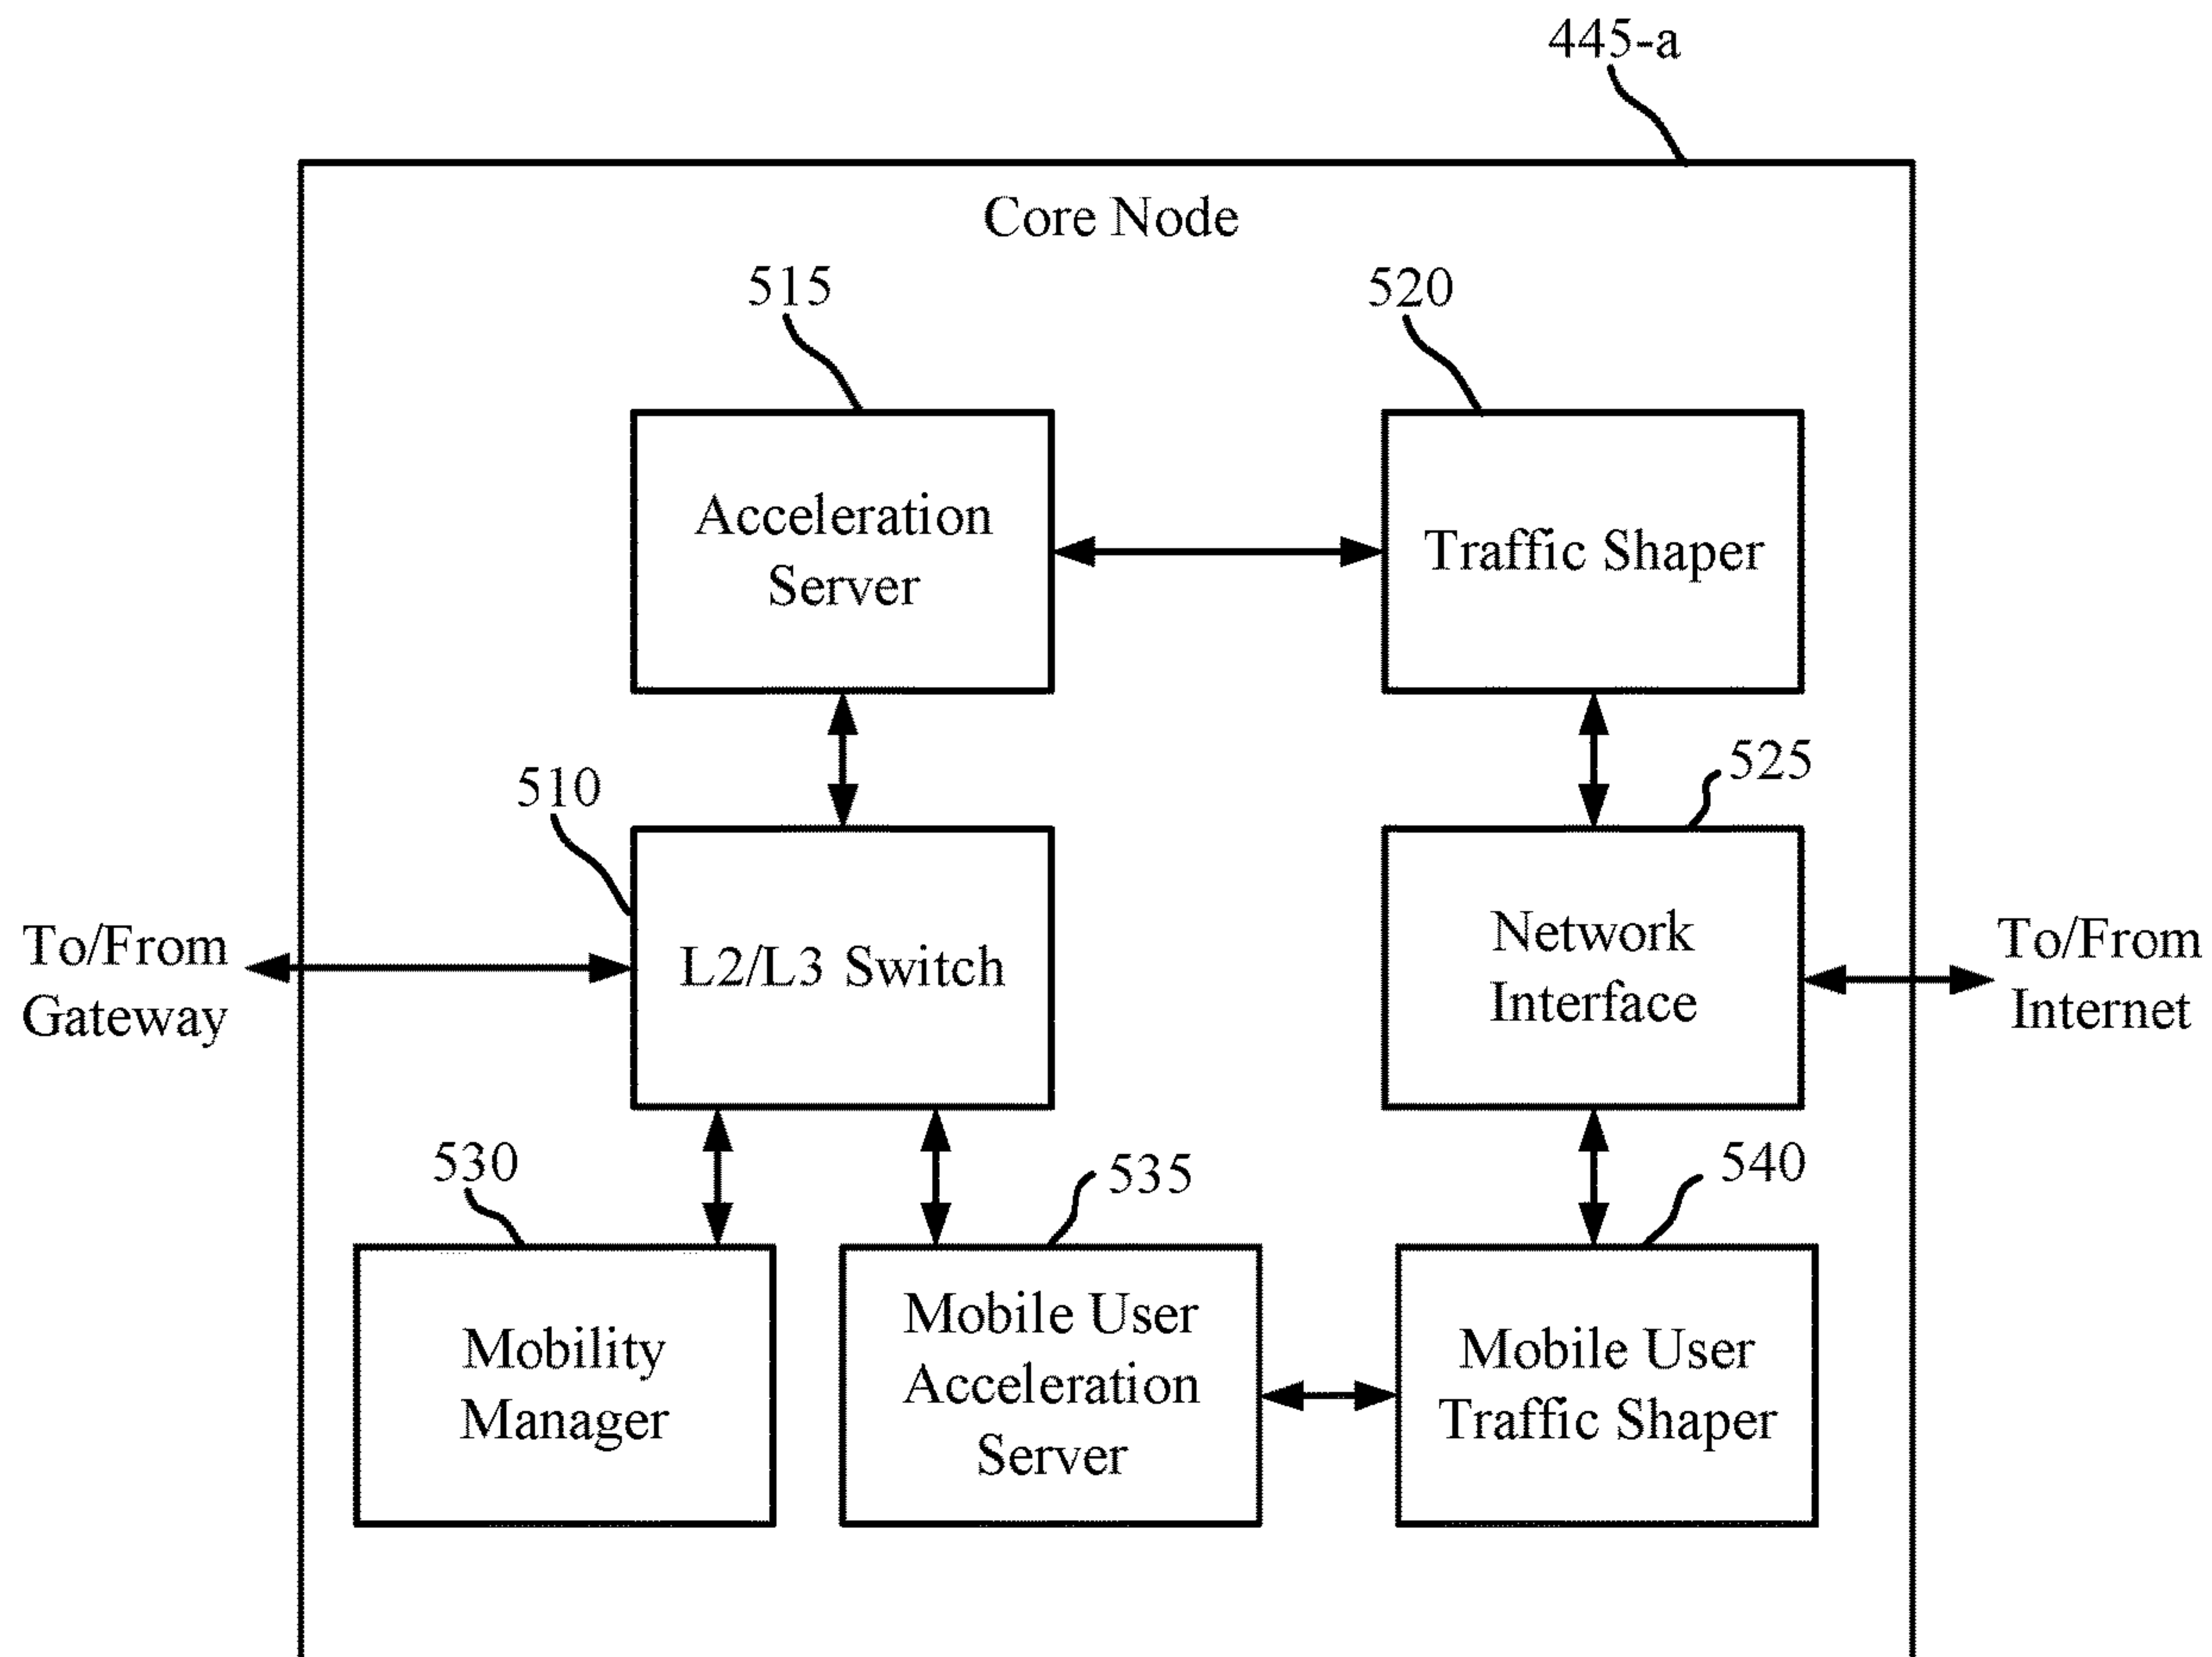 445-a
Core Node
515
520
Acceleration
Server
Traffic Shaper
510
525
To/From
Gateway
L2/L3 Switch
Network
Interface
To/From
Internet
530
535
540
Mobility
Manager
Mobile User
Acceleration
Server
Mobile User
Traffic Shaper